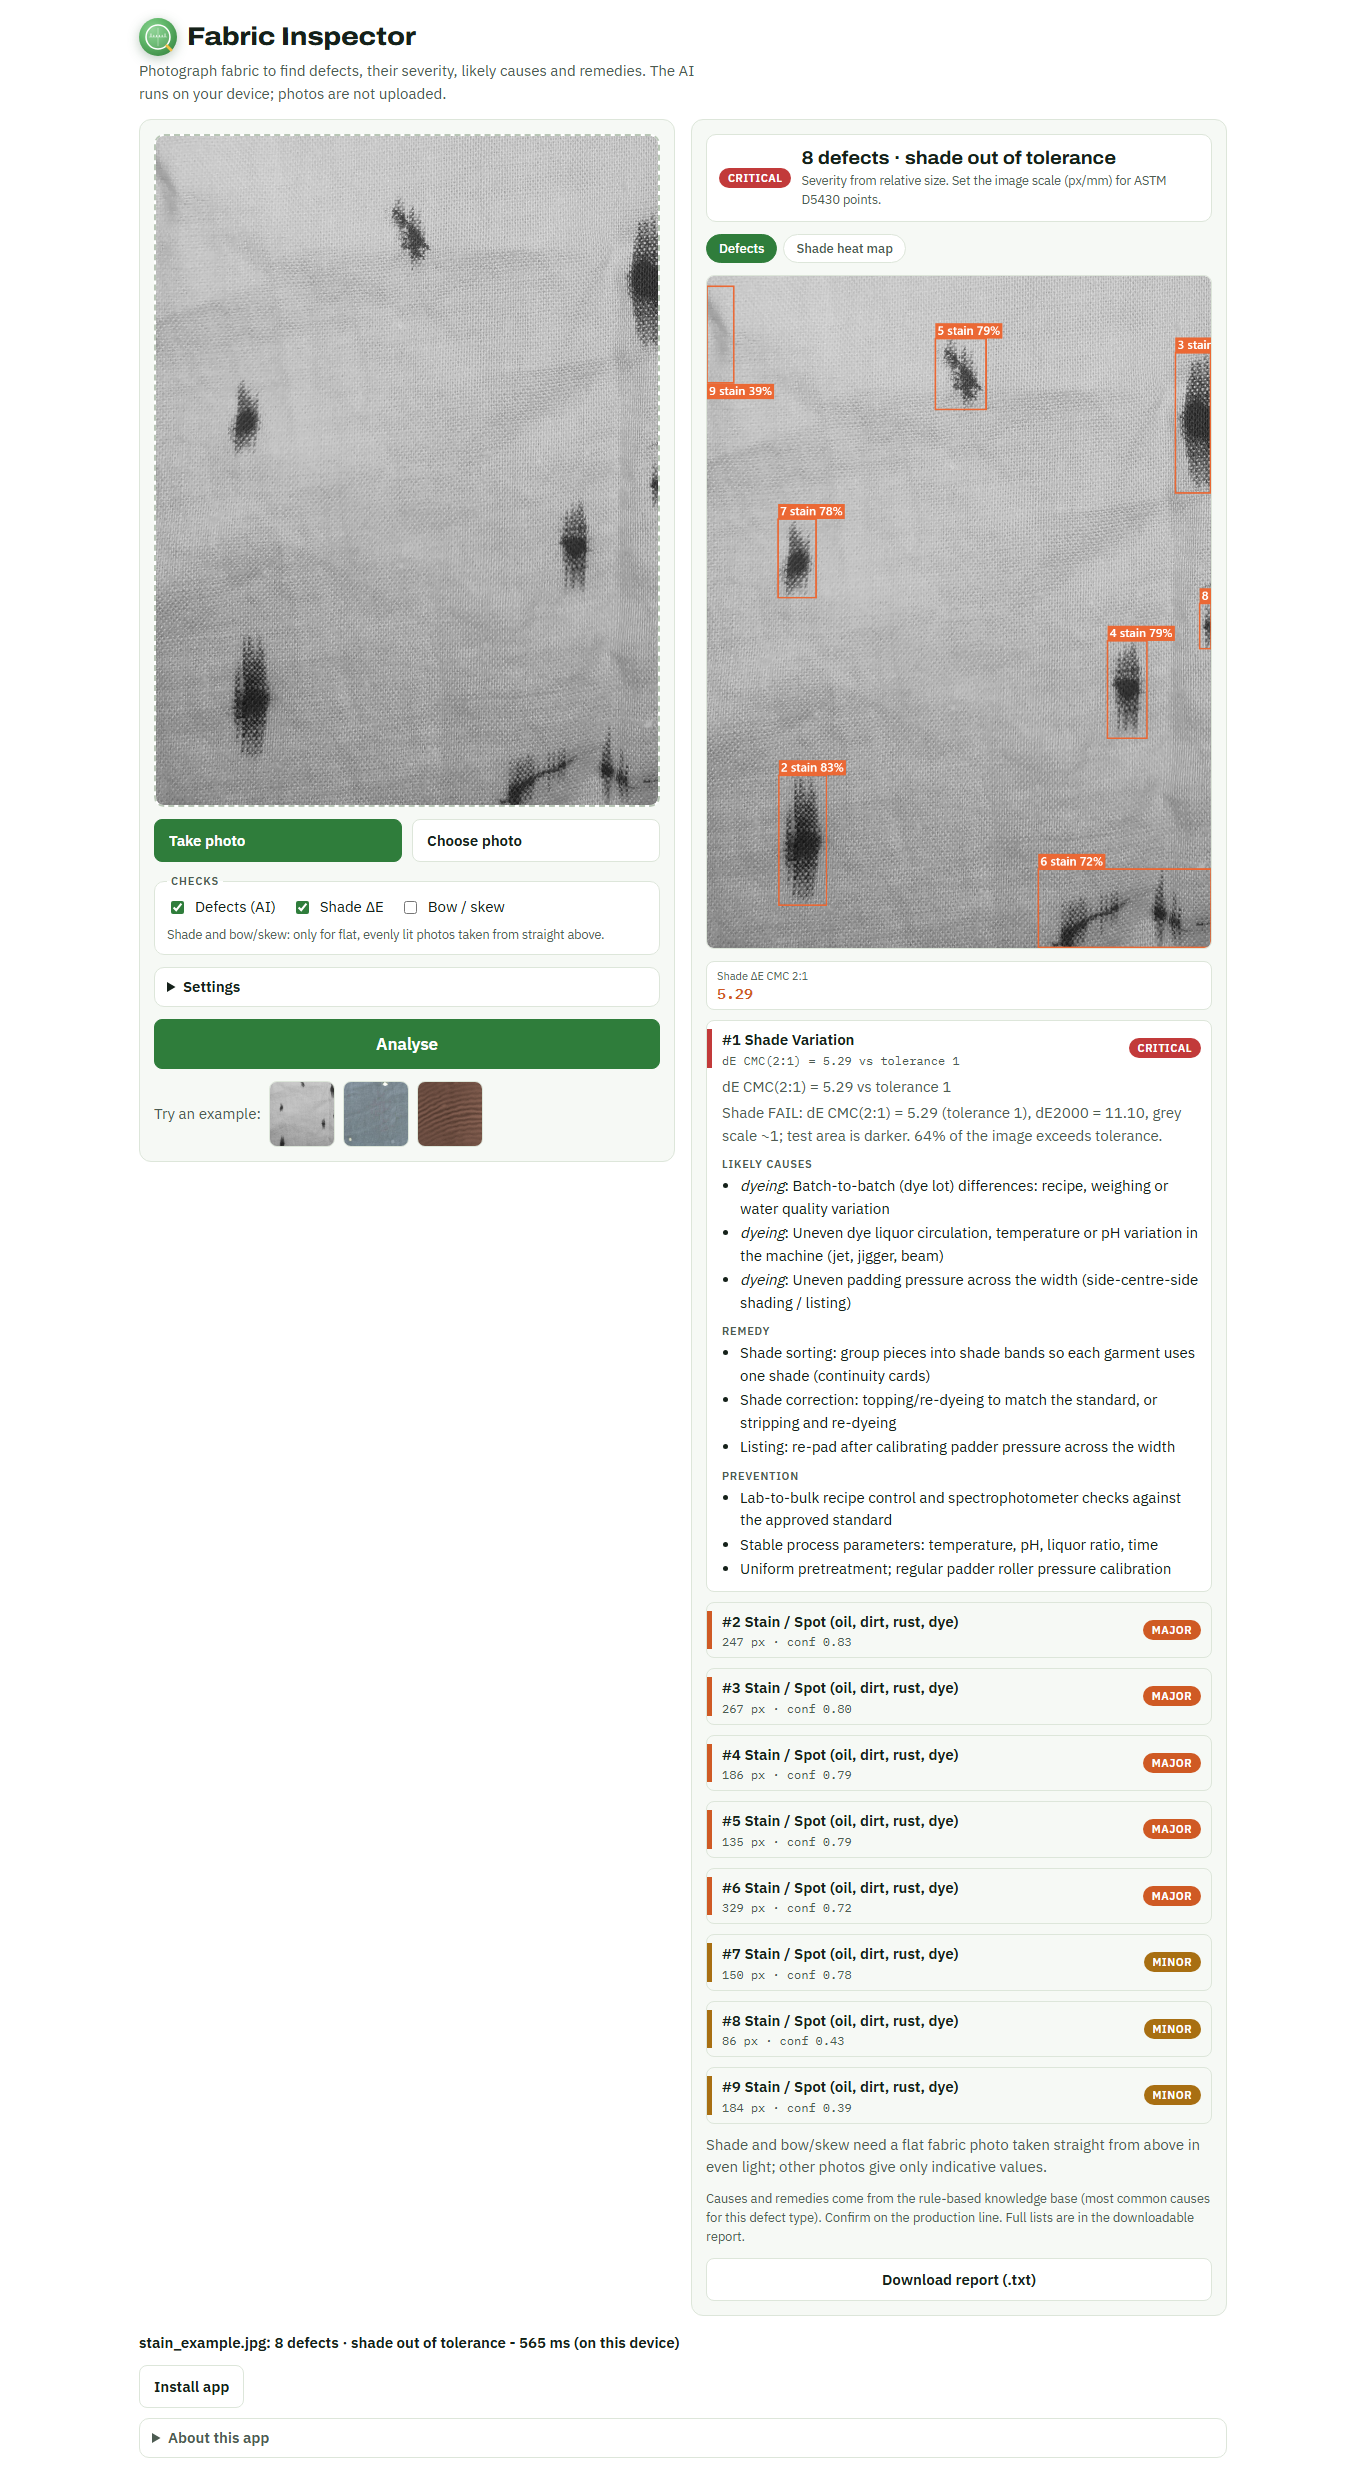 Fabric Inspector
Photograph fabric to find defects, their severity, likely causes and remedies. The AI
runs on your device; photos are not uploaded.
Take photo
Choose photo
CHECKS
Defects (AI)
Shade ΔE
Bow / skew
Shade and bow/skew: only for flat, evenly lit photos taken from straight above.
Settings
Analyse
Try an example:
CRITICAL
8 defects · shade out of tolerance
Severity from relative size. Set the image scale (px/mm) for ASTM
D5430 points.
Defects
Shade heat map
5 stain 79%
3 stain
9 stain 39%
7 stain 78%
8
4 stain 79%
2 stain 83%
6 stain 72%
Shade ΔE CMC 2:1
5.29
#1 Shade Variation
CRITICAL
dE CMC(2:1) = 5.29 vs tolerance 1
dE CMC(2:1) = 5.29 vs tolerance 1
Shade FAIL: dE CMC(2:1) = 5.29 (tolerance 1), dE2000 = 11.10, grey
scale ~1; test area is darker. 64% of the image exceeds tolerance.
LIKELY CAUSES
• dyeing: Batch-to-batch (dye lot) differences: recipe, weighing or
water quality variation
• dyeing: Uneven dye liquor circulation, temperature or pH variation in
the machine (jet, jigger, beam)
• dyeing: Uneven padding pressure across the width (side-centre-side
shading / listing)
REMEDY
• Shade sorting: group pieces into shade bands so each garment uses
one shade (continuity cards)
• Shade correction: topping/re-dyeing to match the standard, or
stripping and re-dyeing
• Listing: re-pad after calibrating padder pressure across the width
PREVENTION
• Lab-to-bulk recipe control and spectrophotometer checks against
the approved standard
• Stable process parameters: temperature, pH, liquor ratio, time
• Uniform pretreatment; regular padder roller pressure calibration
#2 Stain / Spot (oil, dirt, rust, dye)
247 px · conf 0.83
MAJOR
#3 Stain / Spot (oil, dirt, rust, dye)
267 px · conf 0.80
MAJOR
#4 Stain / Spot (oil, dirt, rust, dye)
186 px · conf 0.79
MAJOR
#5 Stain / Spot (oil, dirt, rust, dye)
135 px · conf 0.79
MAJOR
#6 Stain / Spot (oil, dirt, rust, dye)
329 px · conf 0.72
MAJOR
#7 Stain / Spot (oil, dirt, rust, dye)
150 px · conf 0.78
MINOR
#8 Stain / Spot (oil, dirt, rust, dye)
86 px · conf 0.43
MINOR
#9 Stain / Spot (oil, dirt, rust, dye)
184 px · conf 0.39
MINOR
Shade and bow/skew need a flat fabric photo taken straight from above in
even light; other photos give only indicative values.
Causes and remedies come from the rule-based knowledge base (most common causes
for this defect type). Confirm on the production line. Full lists are in the downloadable
report.
Download report (.txt)
stain_example.jpg: 8 defects · shade out of tolerance - 565 ms (on this device)
Install app
About this app